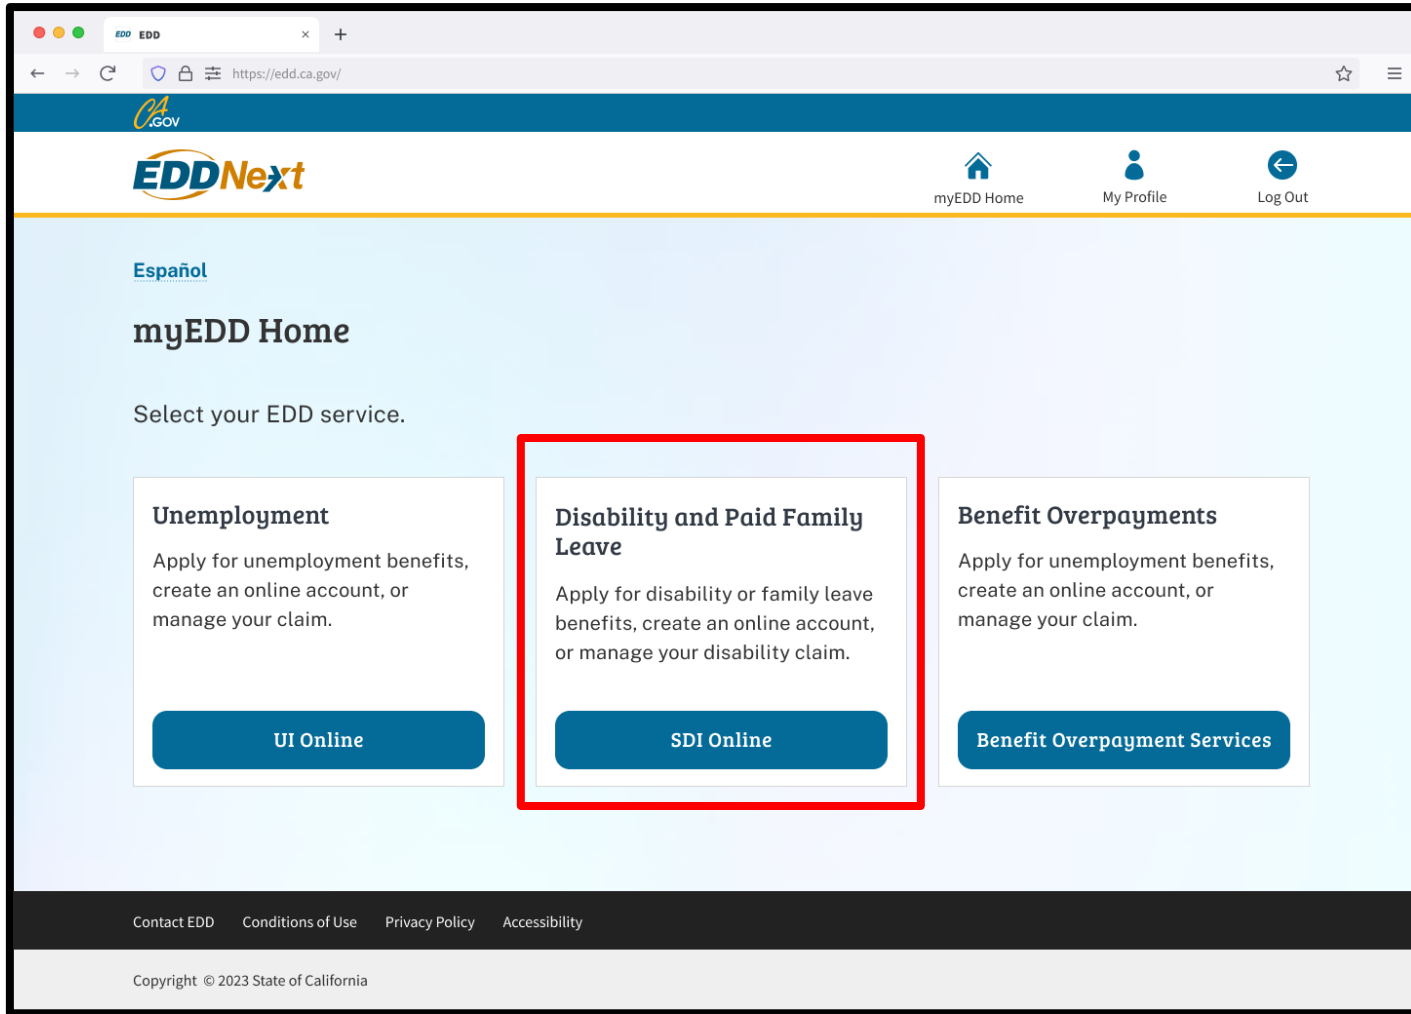 EDD EDD
https://edd.ca.gov/
CA.GOV
EDDNext
myEDD Home
My Profile
Log Out
Español
myEDD Home
Select your EDD service.
Unemployment
Apply for unemployment benefits,
create an online account, or
manage your claim.
UI Online
Disability and Paid Family
Leave
Apply for disability or family leave
benefits, create an online account,
or manage your disability claim.
SDI Online
Benefit Overpayments
Apply for unemployment benefits,
create an online account, or
manage your claim.
Benefit Overpayment Services
Contact EDD Conditions of Use Privacy Policy Accessibility
Copyright © 2023 State of California